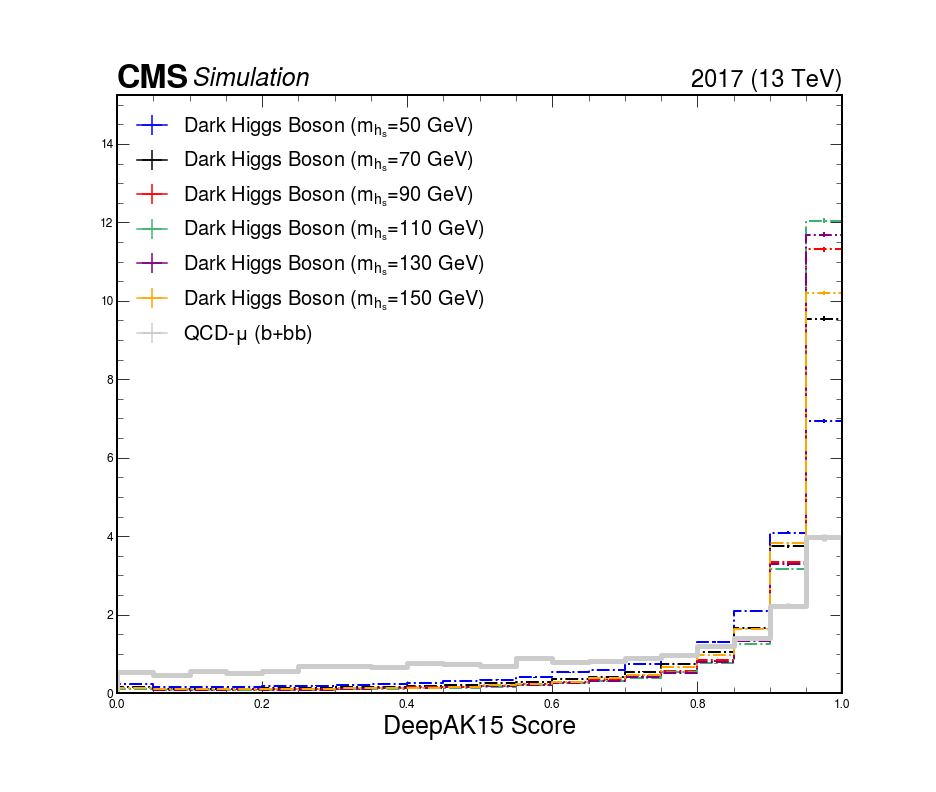 CMS Simulation 2017 (13 TeV)
Dark Higgs Boson (m_{h_s}=50 GeV)
Dark Higgs Boson (m_{h_s}=70 GeV)
Dark Higgs Boson (m_{h_s}=90 GeV)
Dark Higgs Boson (m_{h_s}=110 GeV)
Dark Higgs Boson (m_{h_s}=130 GeV)
Dark Higgs Boson (m_{h_s}=150 GeV)
QCD-μ (b+bb)
14
12
10
8
6
4
2
0
0.0 0.2 0.4 0.6 0.8 1.0
DeepAK15 Score